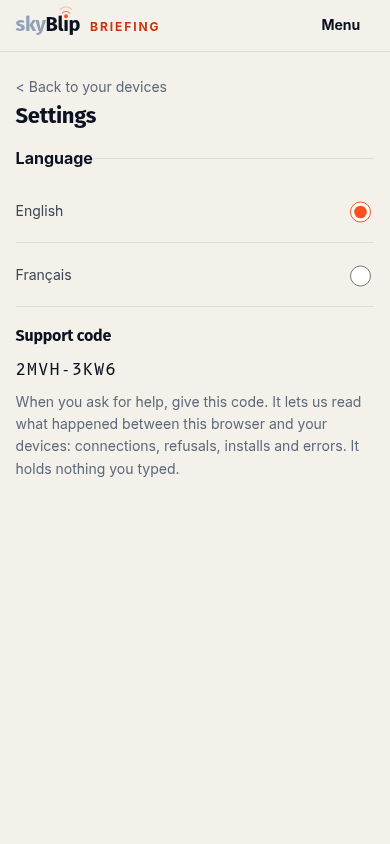 skyBlip BRIEFING
Menu
< Back to your devices
Settings
Language
English
Français
Support code
2MVH-3KW6
When you ask for help, give this code. It lets us read
what happened between this browser and your
devices: connections, refusals, installs and errors. It
holds nothing you typed.